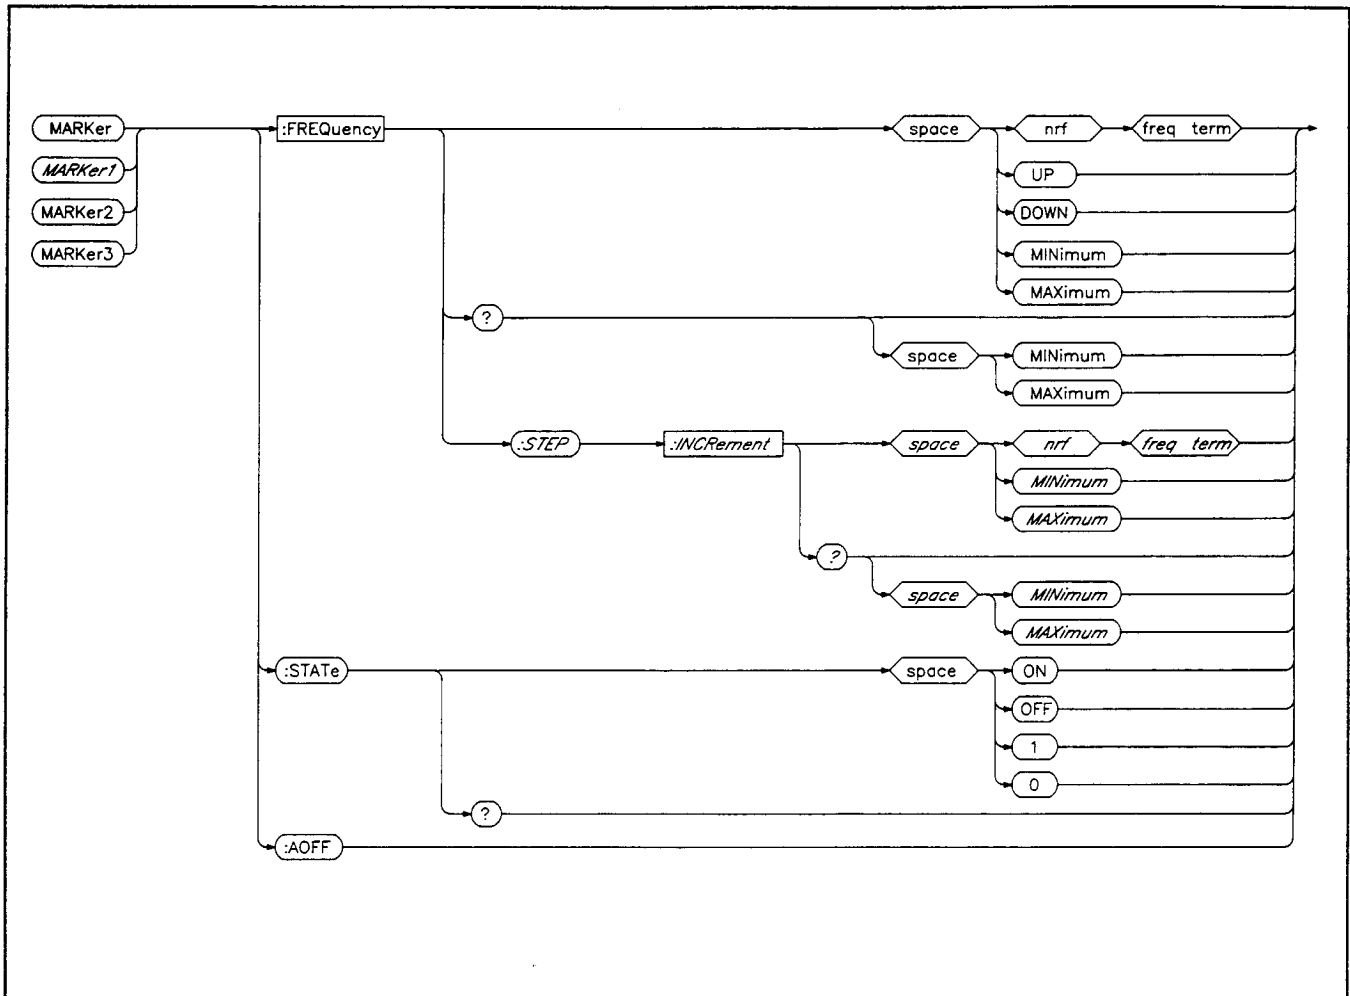 MARKer :FREQuency space nrf freq term
MARKer1 UP
MARKer2 DOWN
MARKer3 MINimum
MAXimum
?
space MINimum
MAXimum
:STEP :INCRement space nrf freq term
MINimum
MAXimum
?
space MINimum
MAXimum
:STATe space ON
OFF
1
0
?
:AOFF